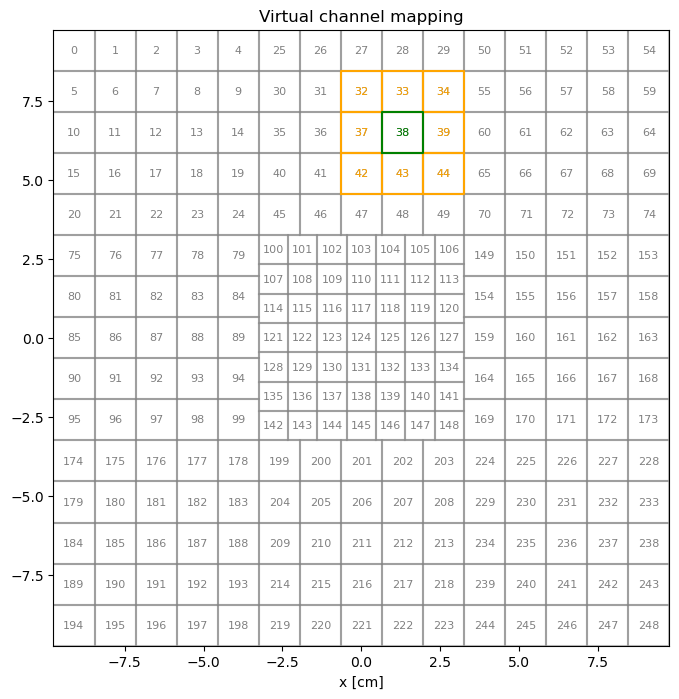 Virtual channel mapping
0 1 2 3 4 25 26 27 28 29 50 51 52 53 54
7.5 5 6 7 8 9 30 31 32 33 34 55 56 57 58 59
10 11 12 13 14 35 36 37 38 39 60 61 62 63 64
5.0 15 16 17 18 19 40 41 42 43 44 65 66 67 68 69
20 21 22 23 24 45 46 47 48 49 70 71 72 73 74
2.5 75 76 77 78 79 100 101 102 103 104 105 106 149 150 151 152 153
107 108 109 110 111 112 113
80 81 82 83 84 114 115 116 117 118 119 120 154 155 156 157 158
0.0 85 86 87 88 89 121 122 123 124 125 126 127 159 160 161 162 163
90 91 92 93 94 128 129 130 131 132 133 134 164 165 166 167 168
135 136 137 138 139 140 141
−2.5 95 96 97 98 99 142 143 144 145 146 147 148 169 170 171 172 173
174 175 176 177 178 199 200 201 202 203 224 225 226 227 228
−5.0 179 180 181 182 183 204 205 206 207 208 229 230 231 232 233
184 185 186 187 188 209 210 211 212 213 234 235 236 237 238
−7.5 189 190 191 192 193 214 215 216 217 218 239 240 241 242 243
194 195 196 197 198 219 220 221 222 223 244 245 246 247 248
−7.5 −5.0 −2.5 0.0 2.5 5.0 7.5
x [cm]